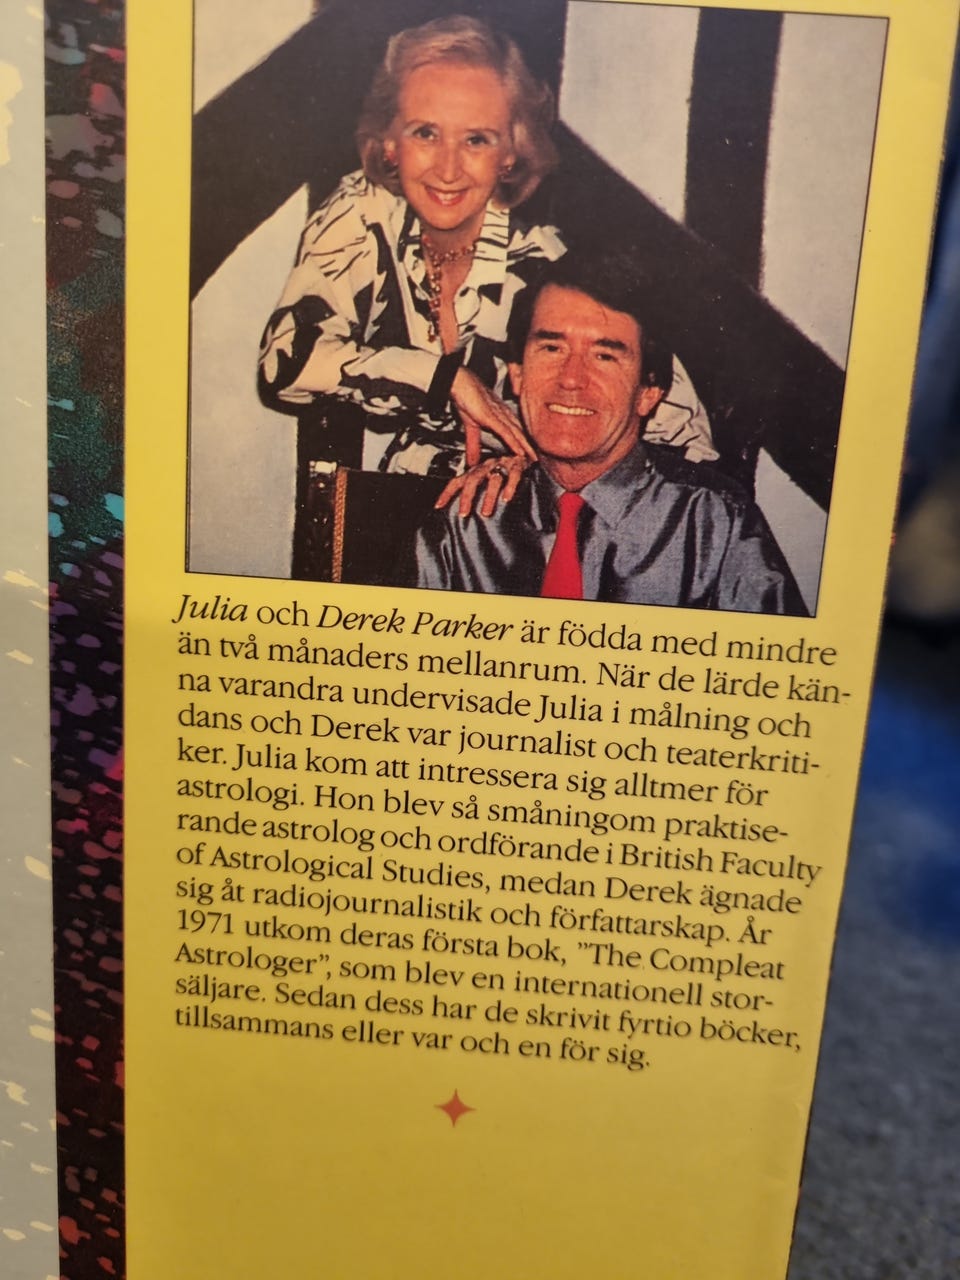 Julia och Derek Parker är födda med mindre
än två månaders mellanrum. När de lärde kän-
na varandra undervisade Julia i målning och
dans och Derek var journalist och teaterkriti-
ker. Julia kom att intressera sig alltmer för
astrologi. Hon blev så småningom praktise-
rande astrolog och ordförande i British Faculty
of Astrological Studies, medan Derek ägnade
sig åt radiojournalistik och författarskap. År
1971 utkom deras första bok, ”The Compleat
Astrologer”, som blev en internationell stor-
säljare. Sedan dess har de skrivit fyrtio böcker,
tillsammans eller var och en för sig.